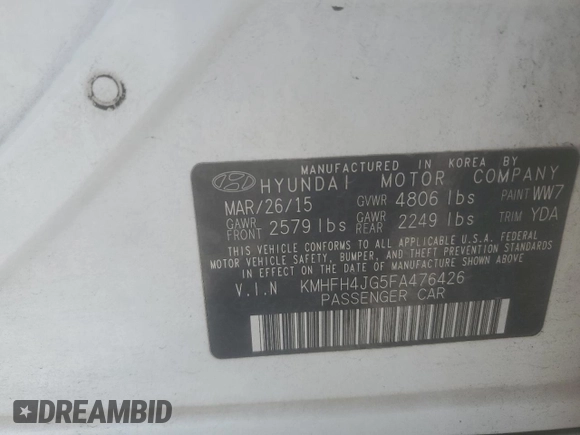 MANUFACTURED IN KOREA BY
HYUNDAI MOTOR COMPANY
MAR/26/15 GVWR 4806 lbs PAINT WW7
GAWR FRONT 2579 lbs GAWR REAR 2249 lbs TRIM YDA
THIS VEHICLE CONFORMS TO ALL APPLICABLE U.S.A. FEDERAL
MOTOR VEHICLE SAFETY, BUMPER, AND THEFT PREVENTION STANDARDS
IN EFFECT ON THE DATE OF MANUFACTURE SHOWN ABOVE.
V.I.N KMHFH4JG5FA476426
PASSENGER CAR
DREAMBID